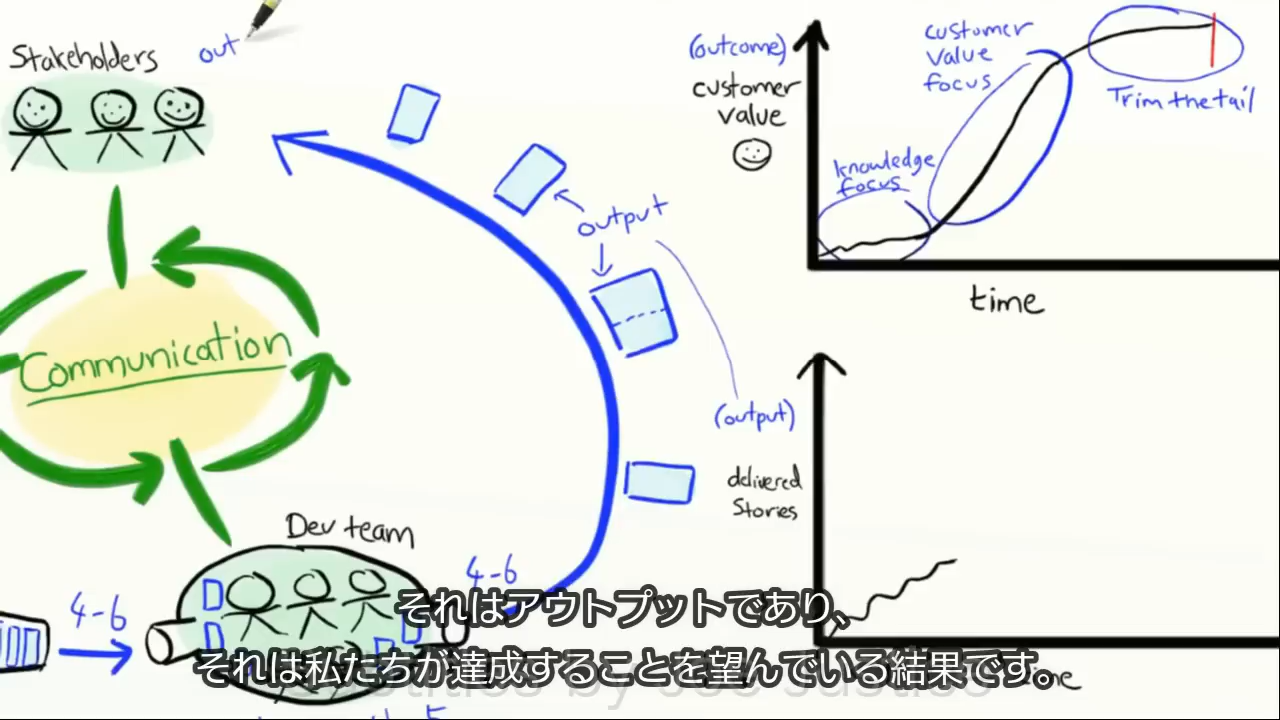 Stakeholders
out
Communication
Dev team
4-6
4-6
output
(output)
delivered
Stories
(outcome)
customer
value
knowledge
focus
customer
value
focus
Trim the tail
time
それはアウトプットであり、
それは私たちが達成することを望んでいる結果です。